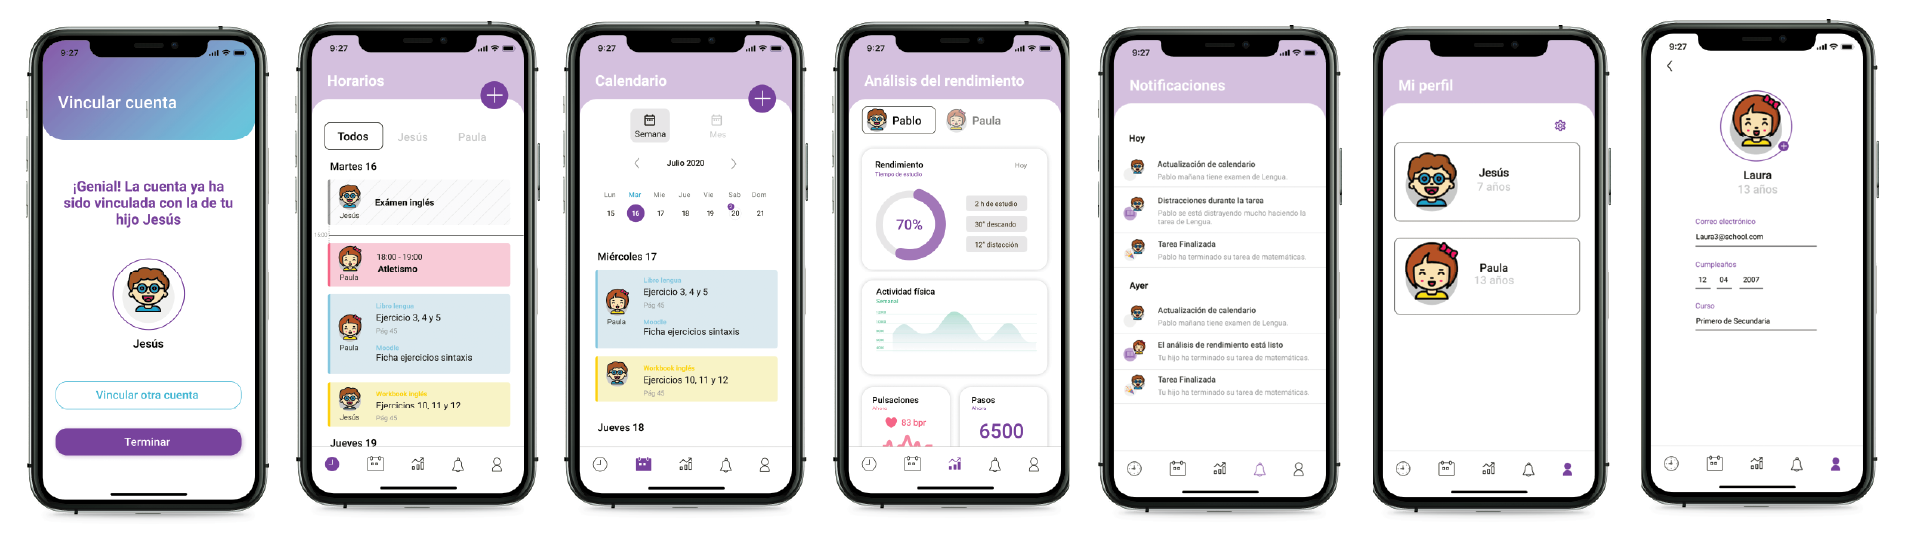 9:27
Vincular cuenta
¡Genial! La cuenta ya ha
sido vinculada con la de tu
hijo Jesús
Jesús
Vincular otra cuenta
Terminar
9:27
Horarios
Todos
Jesús
Paula
Martes 16
Jesús
Exámen inglés
Paula
18:00 - 19:00
Atletismo
Libro lengua
Ejercicio 3, 4 y 5
Pág 45
Paula
Moodle
Ficha ejercicios sintaxis
Workbook inglés
Ejercicios 10, 11 y 12
Jesús
Pág 45
Jueves 19
9:27
Calendario
Semana
Mes
Julio 2020
Lun Mar Mie Jue Vie Sab Dom
15 16 17 18 19 20 21
Miércoles 17
Libro lengua
Ejercicio 3, 4 y 5
Pág 45
Paula
Moodle
Ficha ejercicios sintaxis
Workbook inglés
Ejercicios 10, 11 y 12
Pág 45
Jueves 18
9:27
Análisis del rendimiento
Pablo
Paula
Rendimiento
Hoy
Tiempo de estudio
70%
2 h de estudio
30" descando
12" distacción
Actividad física
Semanal
Pulsaciones
Ahora
83 bpr
Pasos
Ahora
6500
9:27
Notificaciones
Hoy
Actualización de calendario
Pablo mañana tiene examen de Lengua.
Distracciones durante la tarea
Pablo se está distrayendo mucho haciendo la
tarea de Lengua.
Tarea Finalizada
Pablo ha terminado su tarea de matemáticas.
Ayer
Actualización de calendario
Pablo mañana tiene examen de Lengua.
El análisis de rendimiento está listo
Tu hijo ha terminado su tarea de matemáticas.
Tarea Finalizada
Tu hijo ha terminado su tarea de matemáticas.
9:27
Mi perfil
Jesús
7 años
Paula
13 años
9:27
Laura
13 años
Correo electrónico
Laura3@school.com
Cumpleaños
12 04 2007
Curso
Primero de Secundaria